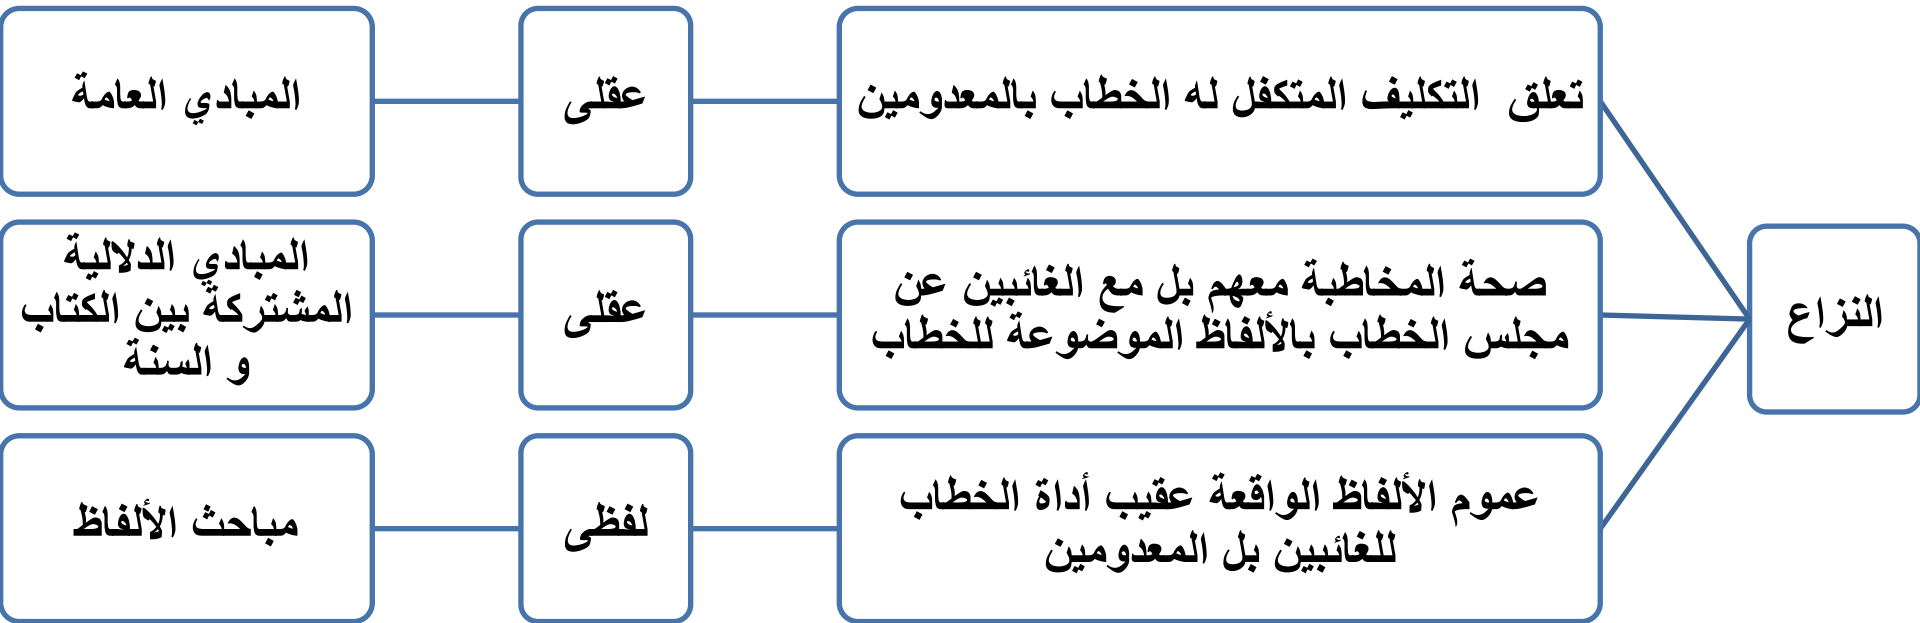 النزاع
تعلق التكليف المتكفل له الخطاب بالمعدومين
عقلى
المبادي العامة
صحة المخاطبة معهم بل مع الغائبين عن
مجلس الخطاب بالألفاظ الموضوعة للخطاب
عقلى
المبادي الدلالية
المشتركة بين الكتاب
و السنة
عموم الألفاظ الواقعة عقيب أداة الخطاب
للغائبين بل المعدومين
لفظى
مباحث الألفاظ